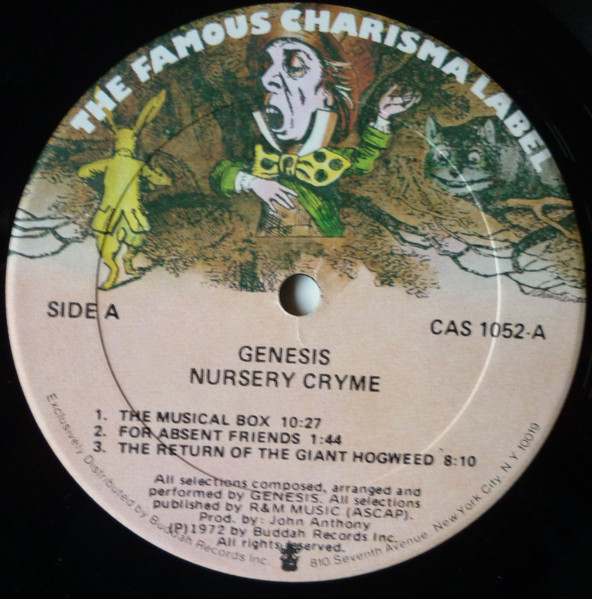 THE FAMOUS CHARISMA LABEL
SIDE A
CAS 1052-A
GENESIS
NURSERY CRYME
1. THE MUSICAL BOX 10:27
2. FOR ABSENT FRIENDS 1:44
3. THE RETURN OF THE GIANT HOGWEED 8:10
All selections composed, arranged and
performed by GENESIS. All selections
published by R&M MUSIC (ASCAP).
Prod. by: John Anthony
(P)1972 by Buddah Records Inc.
All rights reserved.
Exclusively Distributed by Buddah Records Inc.
810 Seventh Avenue, New York City, N Y 10019